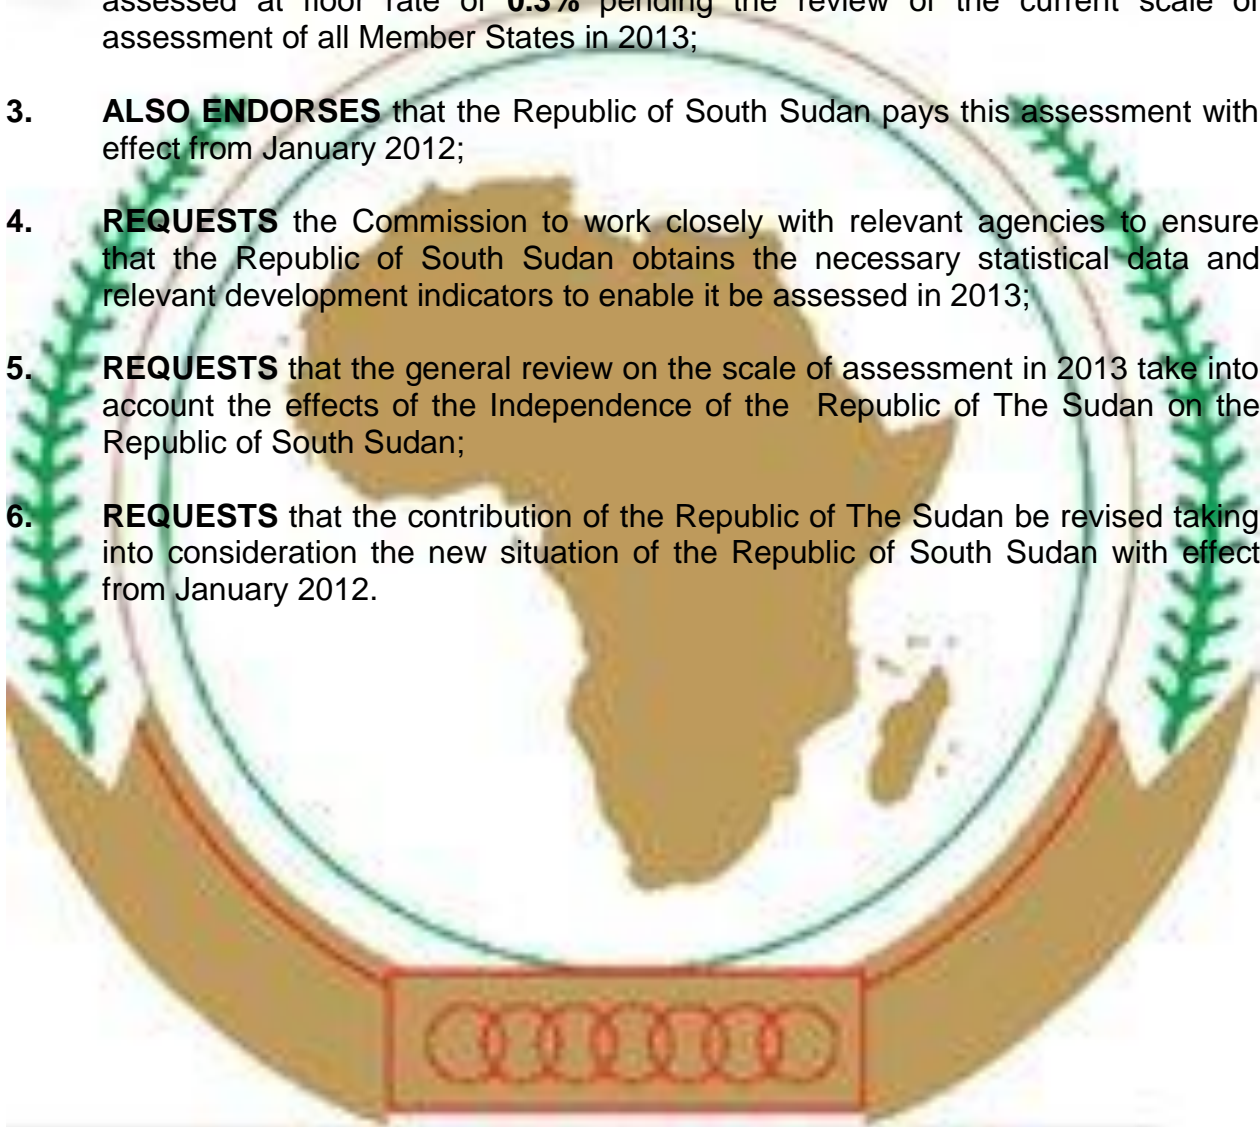 assessed at floor rate of 0.3% pending the review of the current scale of
assessment of all Member States in 2013;
3. ALSO ENDORSES that the Republic of South Sudan pays this assessment with
effect from January 2012;
4. REQUESTS the Commission to work closely with relevant agencies to ensure
that the Republic of South Sudan obtains the necessary statistical data and
relevant development indicators to enable it be assessed in 2013;
5. REQUESTS that the general review on the scale of assessment in 2013 take into
account the effects of the Independence of the Republic of The Sudan on the
Republic of South Sudan;
6. REQUESTS that the contribution of the Republic of The Sudan be revised taking
into consideration the new situation of the Republic of South Sudan with effect
from January 2012.